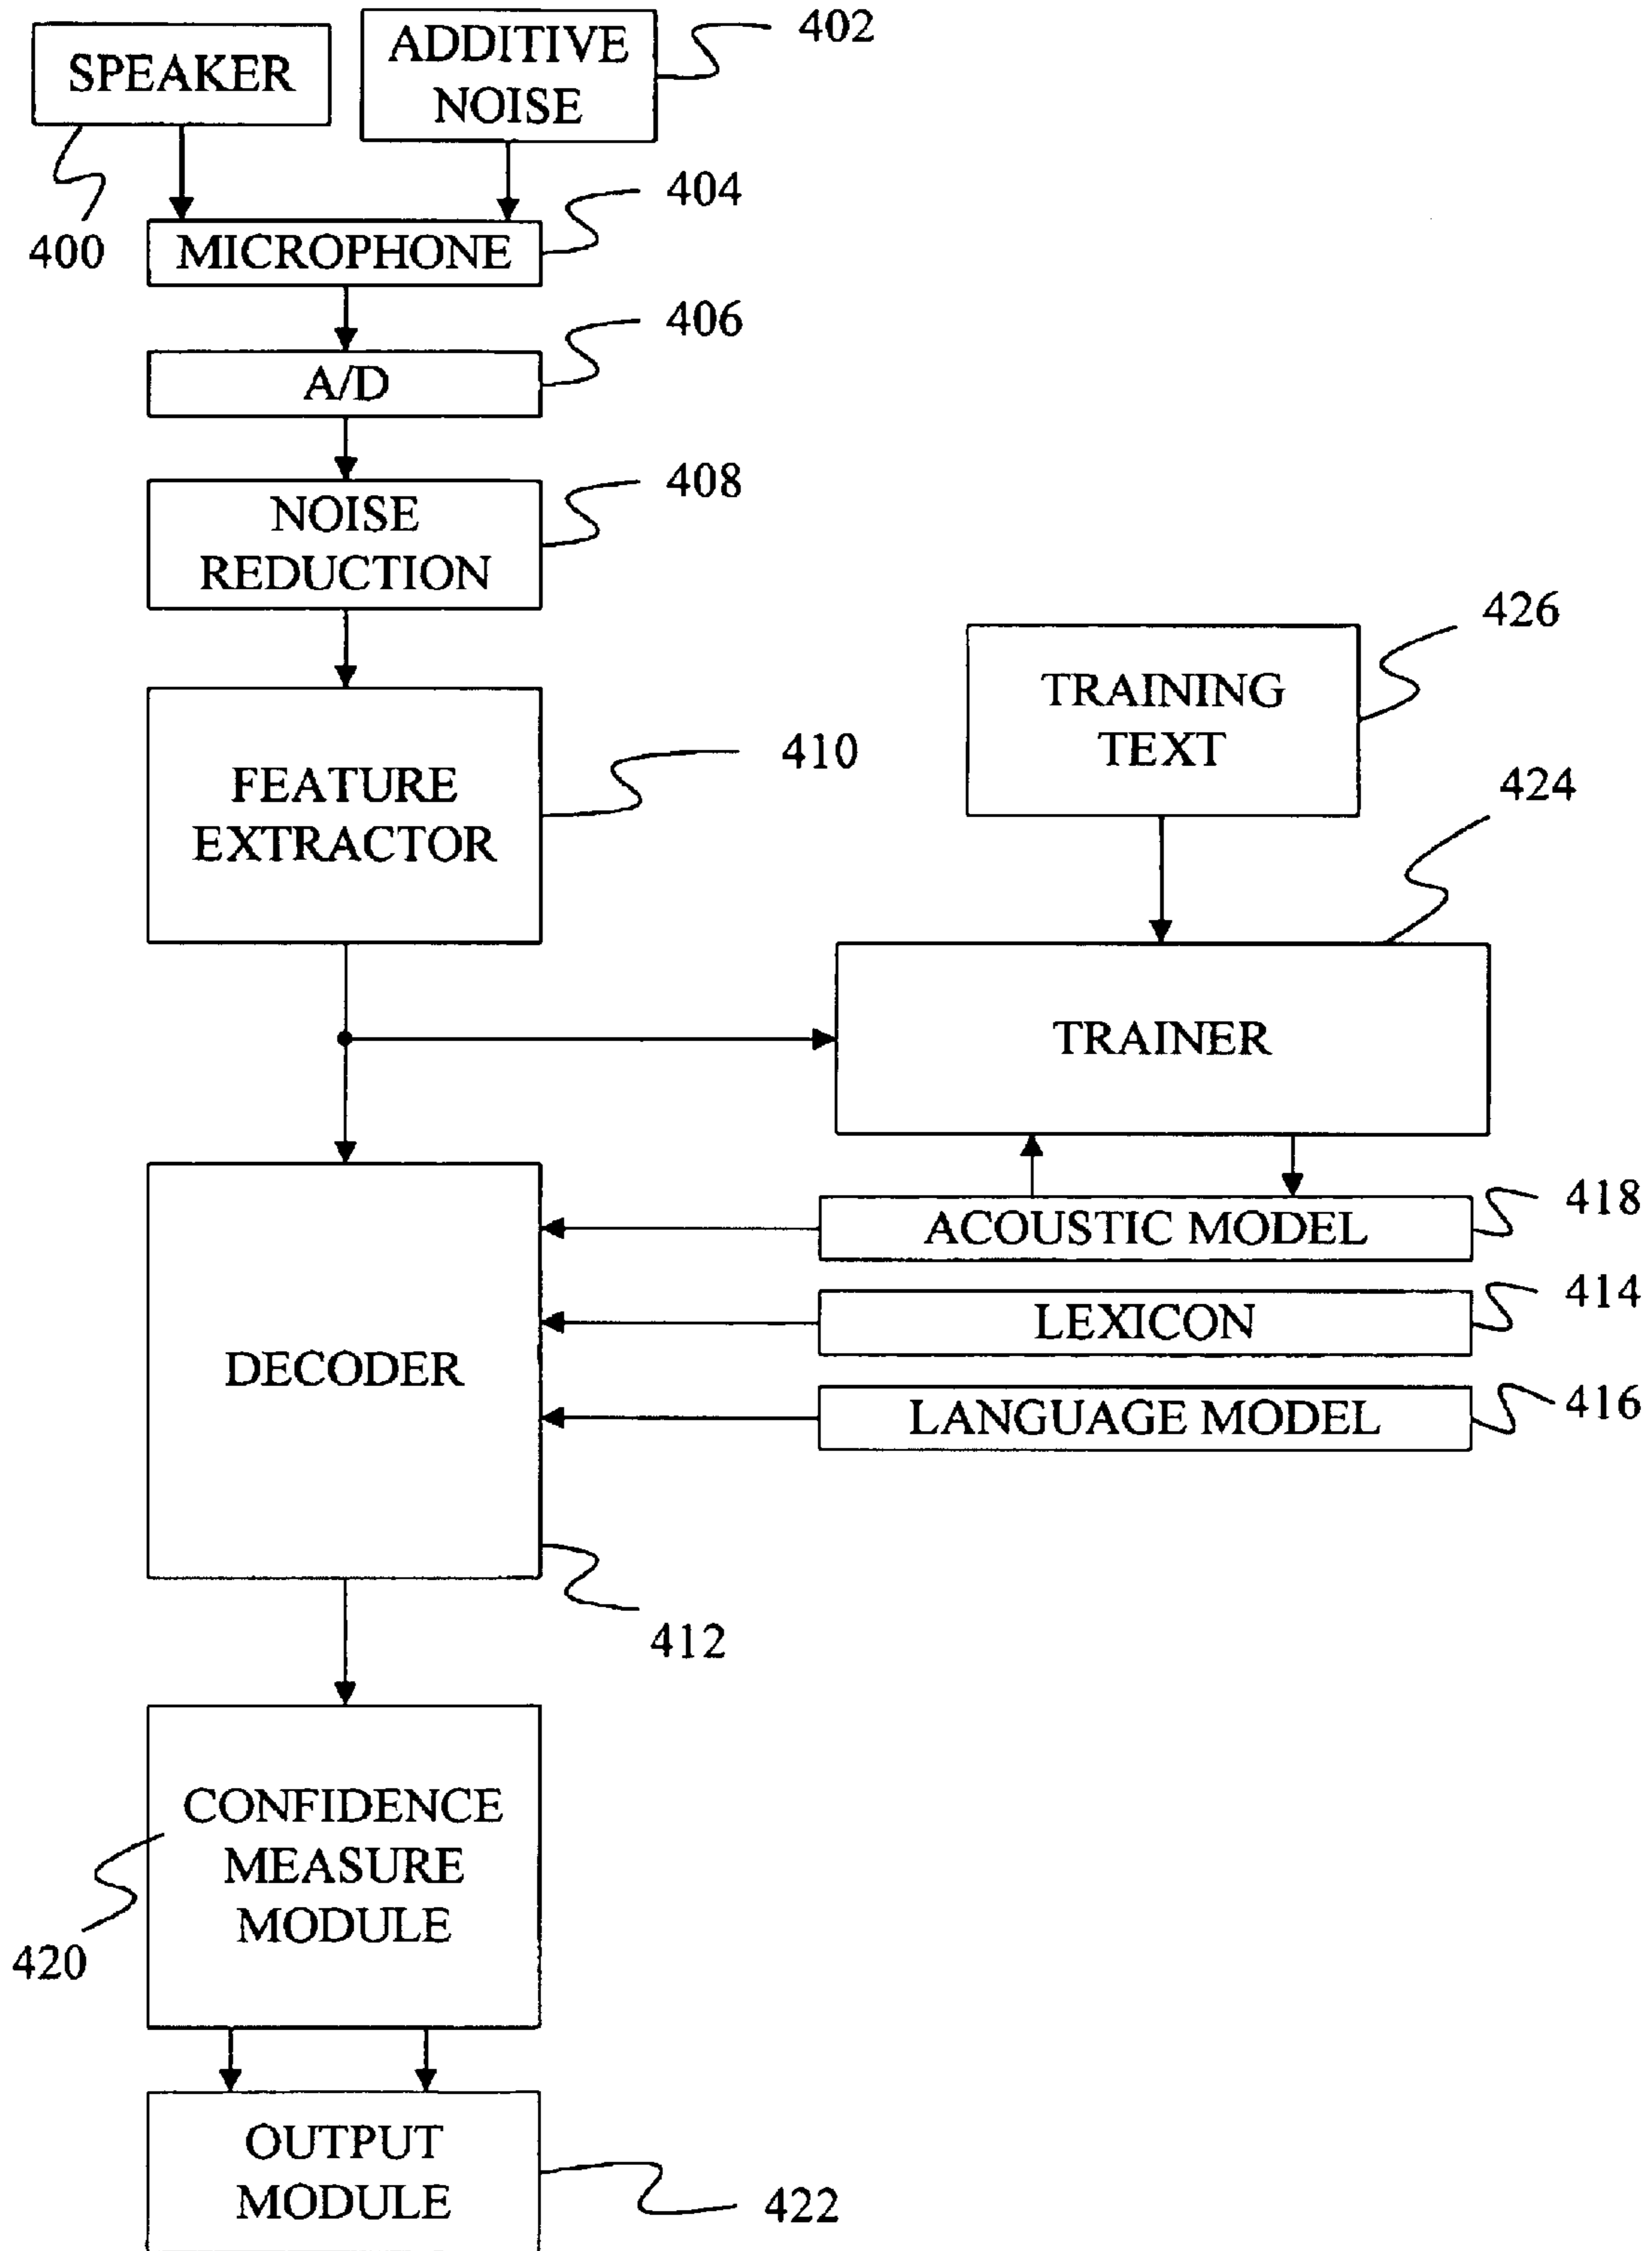 SPEAKER
ADDITIVE
NOISE
402
400
MICROPHONE
404
A/D
406
NOISE
REDUCTION
408
FEATURE
EXTRACTOR
410
TRAINING
TEXT
426
424
TRAINER
DECODER
ACOUSTIC MODEL
418
LEXICON
414
LANGUAGE MODEL
416
412
CONFIDENCE
MEASURE
MODULE
420
OUTPUT
MODULE
422